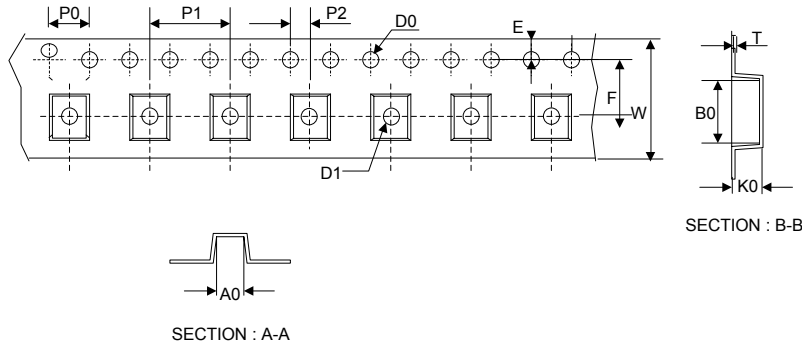 P0
P1
P2
D0
E
F
W
D1
T
B0
K0
SECTION : B-B
A0
SECTION : A-A